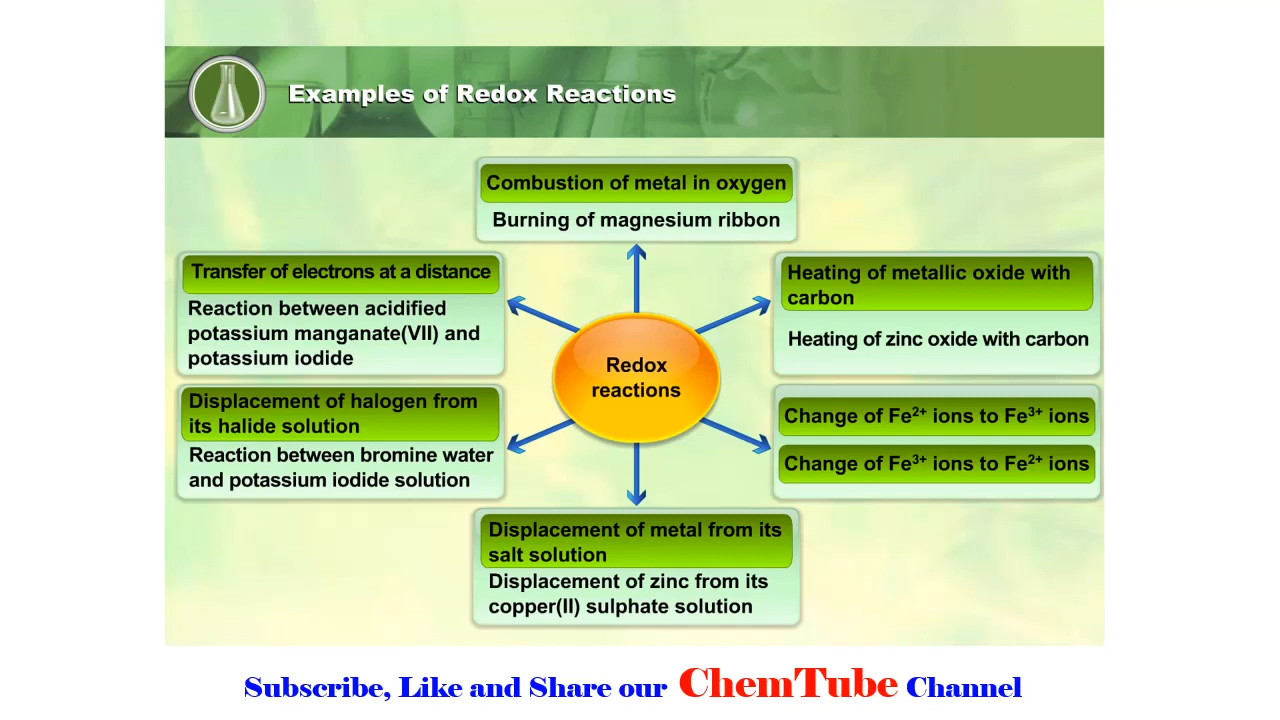 Examples of Redox Reactions
Combustion of metal in oxygen
Burning of magnesium ribbon
Transfer of electrons at a distance
Reaction between acidified
potassium manganate(VII) and
potassium iodide
Heating of metallic oxide with
carbon
Heating of zinc oxide with carbon
Redox
reactions
Displacement of halogen from
its halide solution
Reaction between bromine water
and potassium iodide solution
Change of Fe²⁺ ions to Fe³⁺ ions
Change of Fe³⁺ ions to Fe²⁺ ions
Displacement of metal from its
salt solution
Displacement of zinc from its
copper(II) sulphate solution
Subscribe, Like and Share our ChemTube Channel